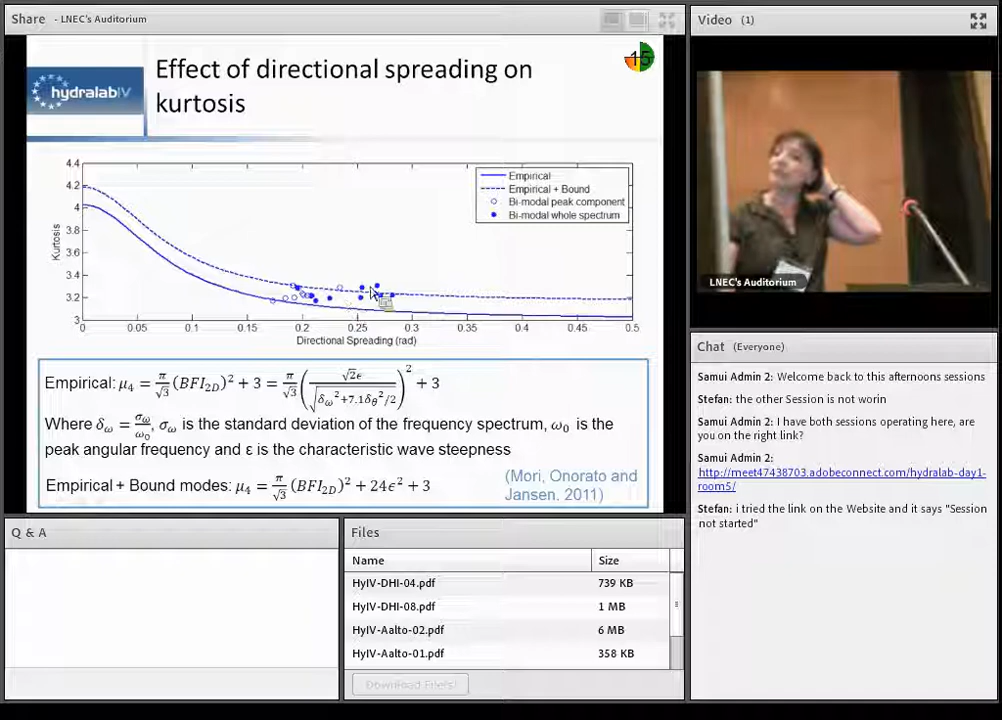 Share - LNEC's Auditorium
Effect of directional spreading on
kurtosis
15
hydralabIV
4.4
4.2
4
3.8
3.6
3.4
3.2
3
Kurtosis
Empirical
Empirical + Bound
Bi-modal peak component
Bi-modal whole spectrum
0 0.05 0.1 0.15 0.2 0.25 0.3 0.35 0.4 0.45 0.5
Directional Spreading (rad)
Empirical: μ₄ = π/√3 (BFI₂D)² + 3 = π/√3 (√2ϵ / √(δω² + 7.1δθ²/2))² + 3
Where δω = σω/ω₀, σω is the standard deviation of the frequency spectrum, ω₀ is the
peak angular frequency and ε is the characteristic wave steepness
Empirical + Bound modes: μ₄ = π/√3 (BFI₂D)² + 24ϵ² + 3
(Mori, Onorato and
Jansen, 2011)
Q & A
Files
Name Size
HyIV-DHI-04.pdf 739 KB
HyIV-DHI-08.pdf 1 MB
HyIV-Aalto-02.pdf 6 MB
HyIV-Aalto-01.pdf 358 KB
Download File(s)
Video (1)
LNEC's Auditorium
Chat (Everyone)
Samui Admin 2: Welcome back to this afternoons sessions
Stefan: the other Session is not worin
Samui Admin 2: I have both sessions operating here, are
you on the right link?
Samui Admin 2:
http://meet47438703.adobeconnect.com/hydralab-day1-
room5/
Stefan: i tried the link on the Website and it says "Session
not started"